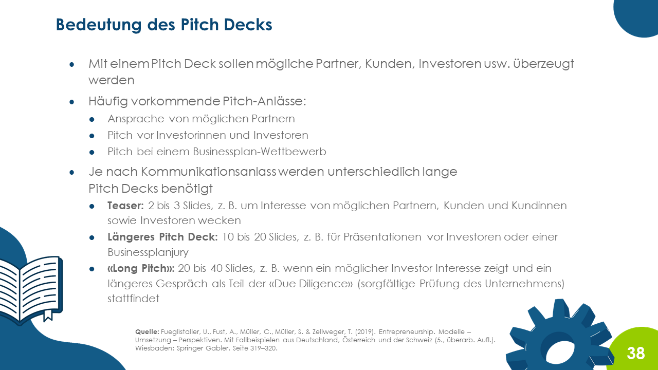 Bedeutung des Pitch Decks
● Mit einem Pitch Deck sollen mögliche Partner, Kunden, Investoren usw. überzeugt
werden
● Häufig vorkommende Pitch-Anlässe:
● Ansprache von möglichen Partnern
● Pitch vor Investorinnen und Investoren
● Pitch bei einem Businessplan-Wettbewerb
● Je nach Kommunikationsanlass werden unterschiedlich lange
Pitch Decks benötigt
● Teaser: 2 bis 3 Slides, z. B. um Interesse von möglichen Partnern, Kunden und Kundinnen
sowie Investoren wecken
● Längeres Pitch Deck: 10 bis 20 Slides, z. B. für Präsentationen vor Investoren oder einer
Businessplanjury
● «Long Pitch»: 20 bis 40 Slides, z. B. wenn ein möglicher Investor Interesse zeigt und ein
längeres Gespräch als Teil der «Due Diligence» (sorgfältige Prüfung des Unternehmens)
stattfindet
Quelle: Fueglistaller, U., Fust, A., Müller, C., Müller, S. & Zellweger, T. (2019). Entrepreneurship. Modelle –
Umsetzung – Perspektiven. Mit Fallbeispielen aus Deutschland, Österreich und der Schweiz (5., überarb. Aufl.).
Wiesbaden: Springer Gabler. Seite 319–320.
38